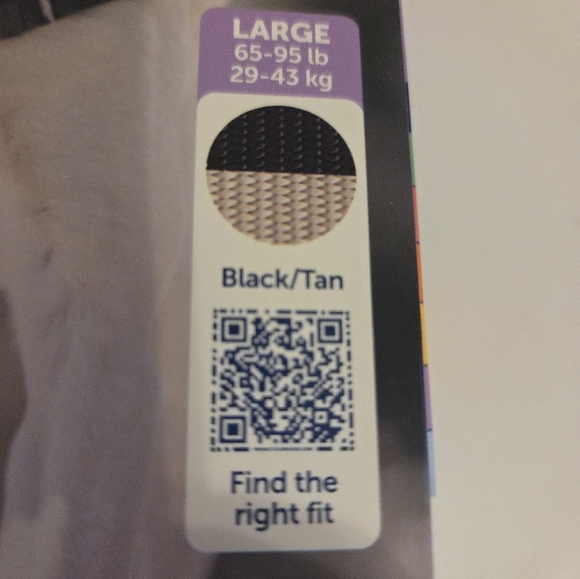 LARGE
65-95 lb
29-43 kg
Black/Tan
Find the
right fit